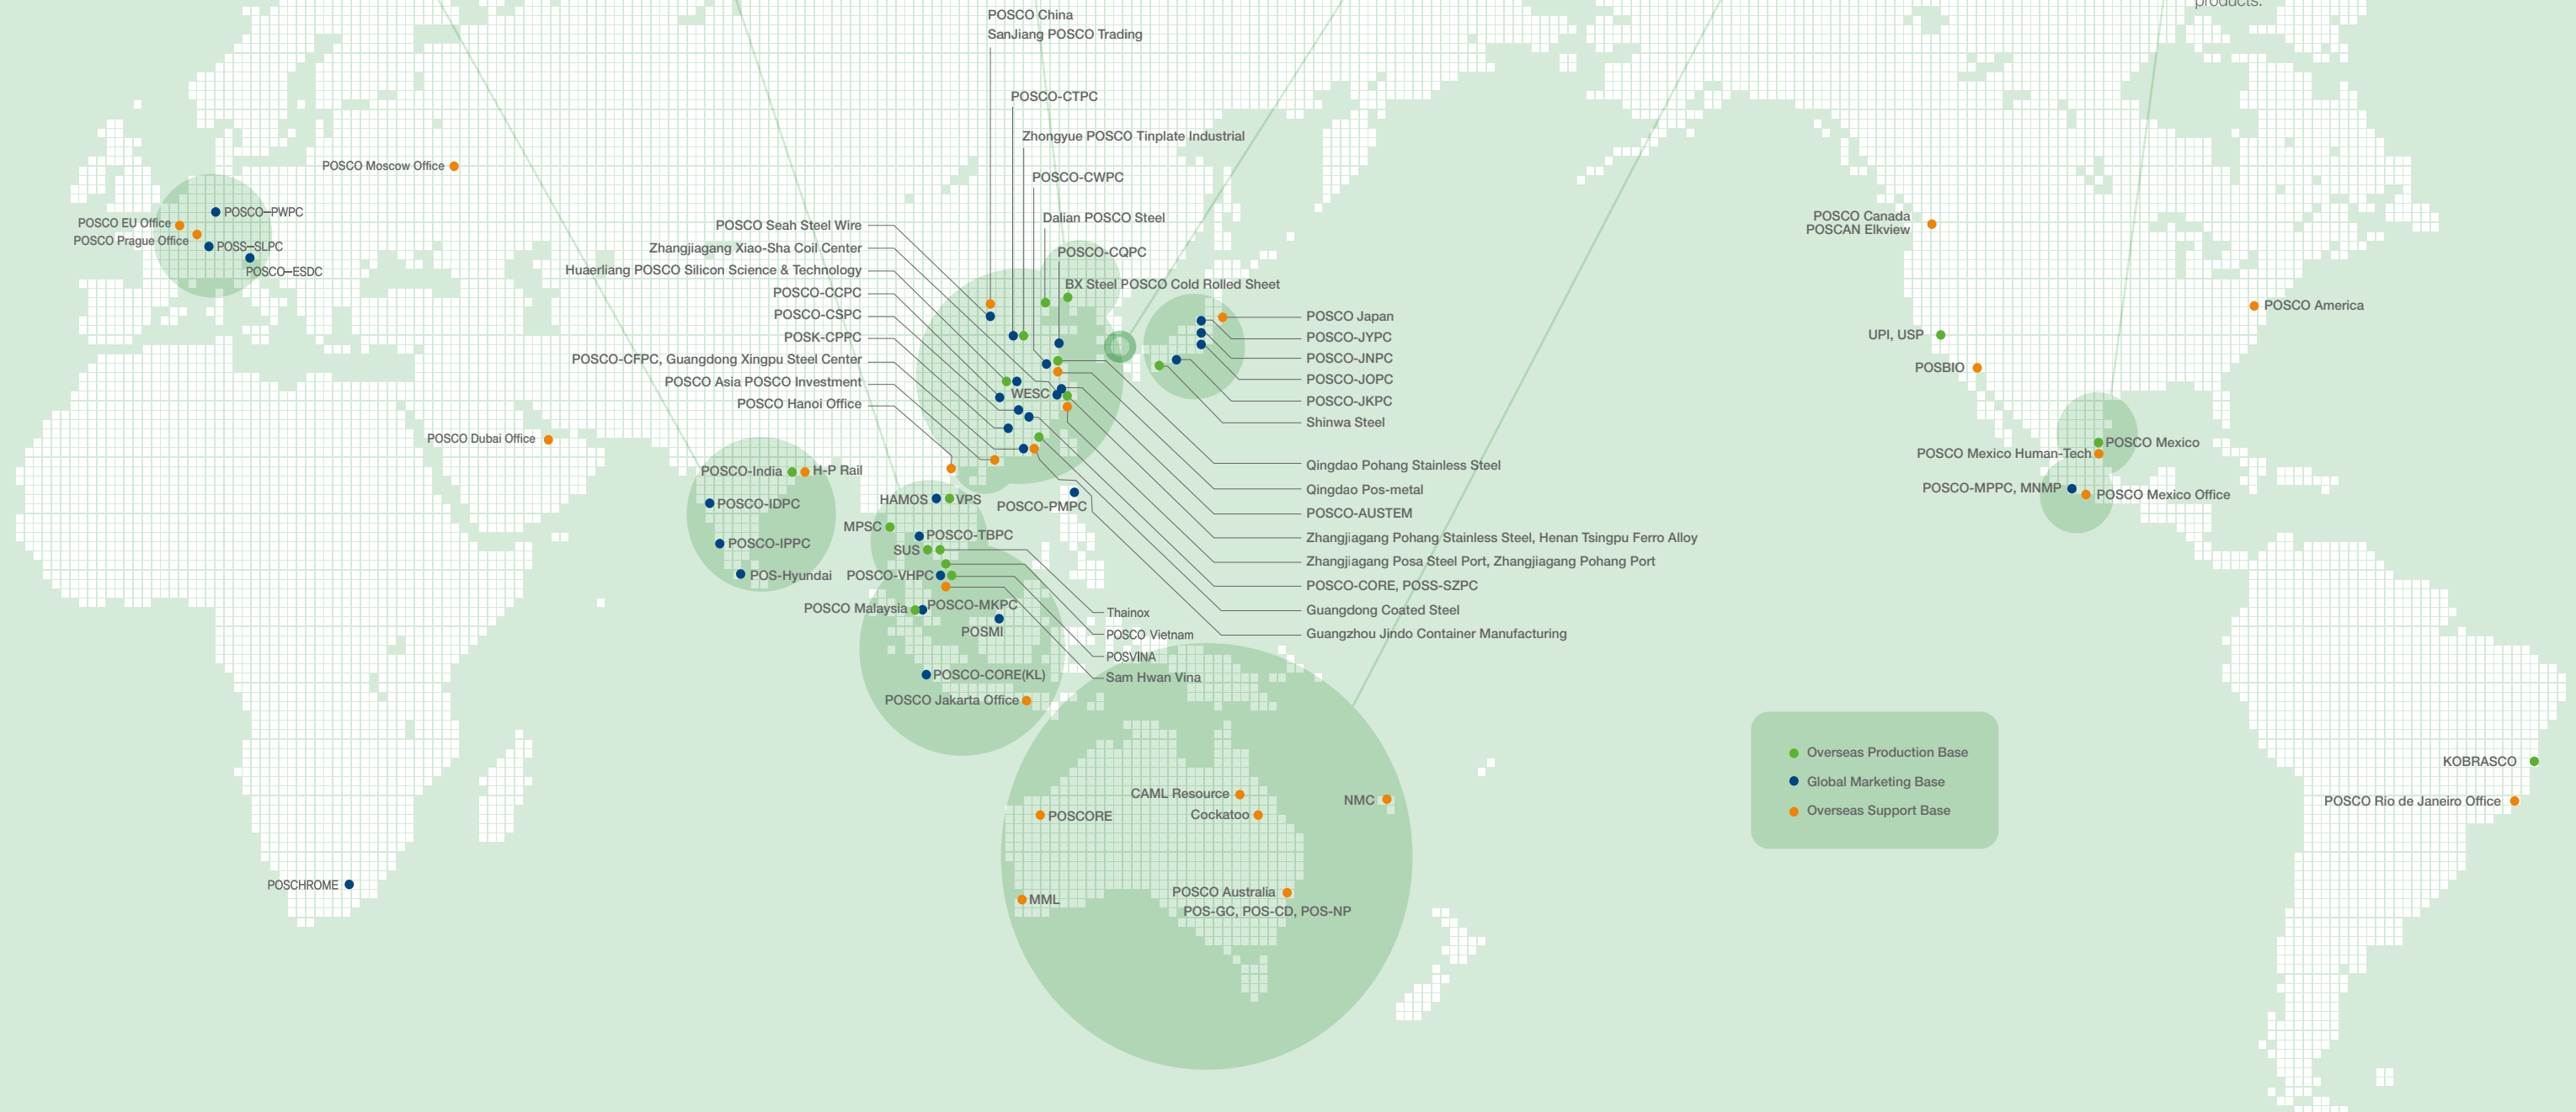 products.
POSCO China
SanJiang POSCO Trading
POSCO-CTPC
Zhongyue POSCO Tinplate Industrial
POSCO-CWPC
Dalian POSCO Steel
POSCO-CQPC
BX Steel POSCO Cold Rolled Sheet
POSCO Moscow Office
POSCO–PWPC
POSCO EU Office
POSCO Prague Office
POSS–SLPC
POSCO–ESDC
POSCO Seah Steel Wire
Zhangjiagang Xiao-Sha Coil Center
Huaerliang POSCO Silicon Science & Technology
POSCO-CCPC
POSCO-CSPC
POSK-CPPC
POSCO-CFPC, Guangdong Xingpu Steel Center
POSCO Asia POSCO Investment
POSCO Hanoi Office
WESC
POSCO Japan
POSCO-JYPC
POSCO-JNPC
POSCO-JOPC
POSCO-JKPC
Shinwa Steel
Qingdao Pohang Stainless Steel
Qingdao Pos-metal
POSCO-AUSTEM
Zhangjiagang Pohang Stainless Steel, Henan Tsingpu Ferro Alloy
Zhangjiagang Posa Steel Port, Zhangjiagang Pohang Port
POSCO-CORE, POSS-SZPC
Guangdong Coated Steel
Guangzhou Jindo Container Manufacturing
POSCO Dubai Office
POSCO-India
H-P Rail
POSCO-IDPC
POSCO-IPPC
POS-Hyundai
HAMOS
VPS
POSCO-PMPC
MPSC
POSCO-TBPC
SUS
POSCO-VHPC
POSCO Malaysia
POSCO-MKPC
POSMI
Thainox
POSCO Vietnam
POSVINA
Sam Hwan Vina
POSCO-CORE(KL)
POSCO Jakarta Office
CAML Resource
NMC
POSCORE
Cockatoo
POSCO Australia
MML
POS-GC, POS-CD, POS-NP
POSCHROME
POSCO Canada
POSCAN Elkview
POSCO America
UPI, USP
POSBIO
POSCO Mexico
POSCO Mexico Human-Tech
POSCO-MPPC, MNMP
POSCO Mexico Office
Overseas Production Base
Global Marketing Base
Overseas Support Base
KOBRASCO
POSCO Rio de Janeiro Office